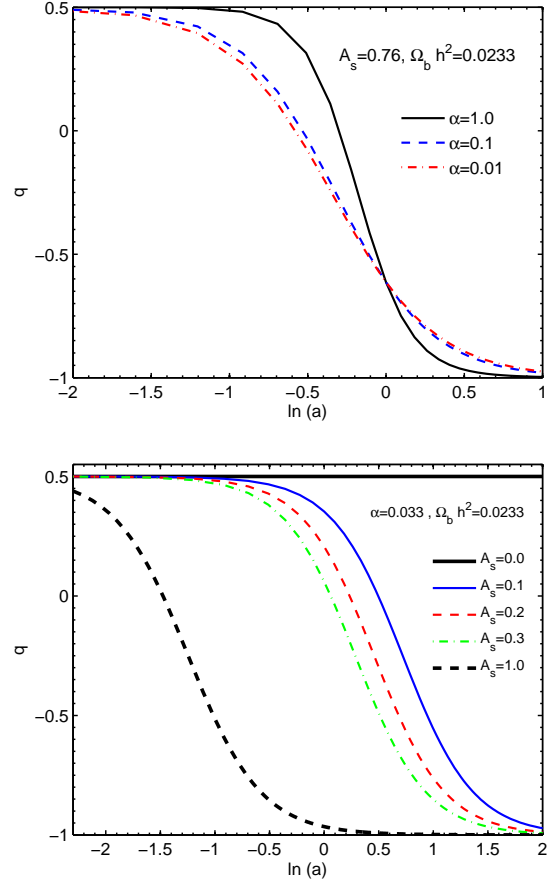 0.5
0
−0.5
−1
q
A_s=0.76, Ω_b h²=0.0233
α=1.0
α=0.1
α=0.01
−2 −1.5 −1 −0.5 0 0.5 1
ln (a)
0.5
0
−0.5
−1
q
α=0.033 , Ω_b h²=0.0233
A_s=0.0
A_s=0.1
A_s=0.2
A_s=0.3
A_s=1.0
−2 −1.5 −1 −0.5 0 0.5 1 1.5 2
ln (a)